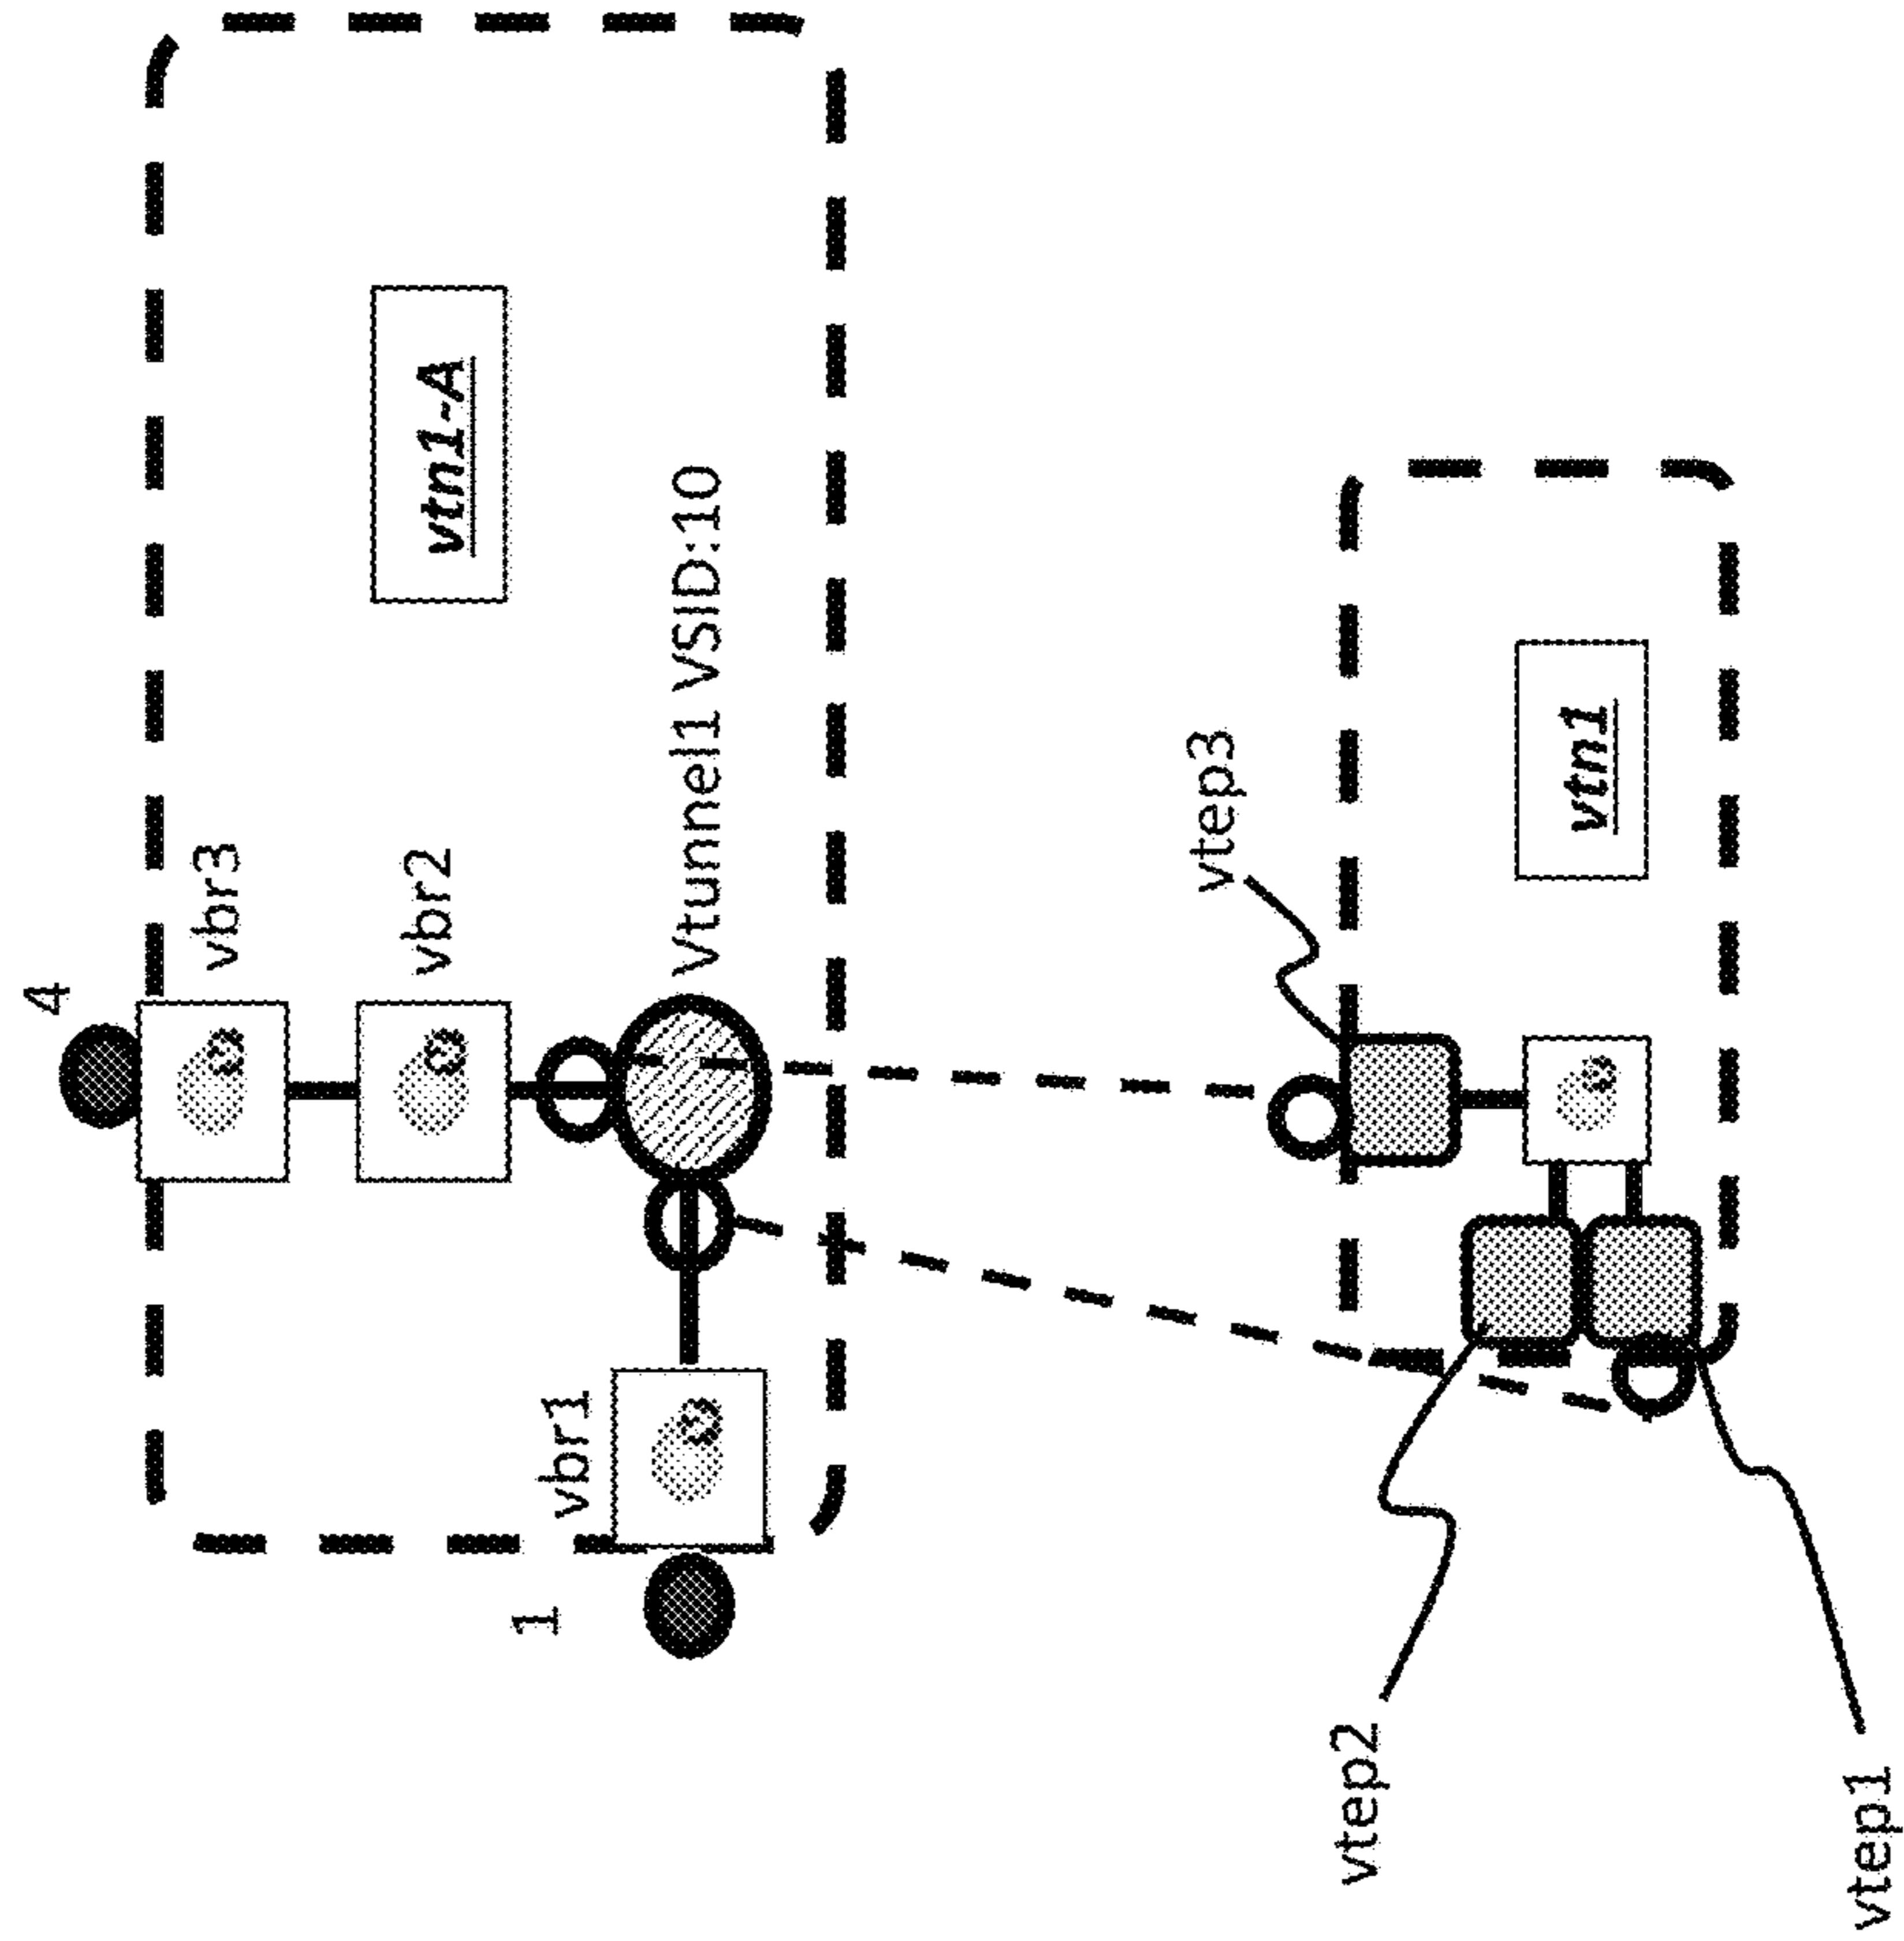 4
vbr3
vbr2
vtn1-A
Vtunnel1 VSID:10
vbr1
1
vtep3
vtn1
vtep2
vtep1